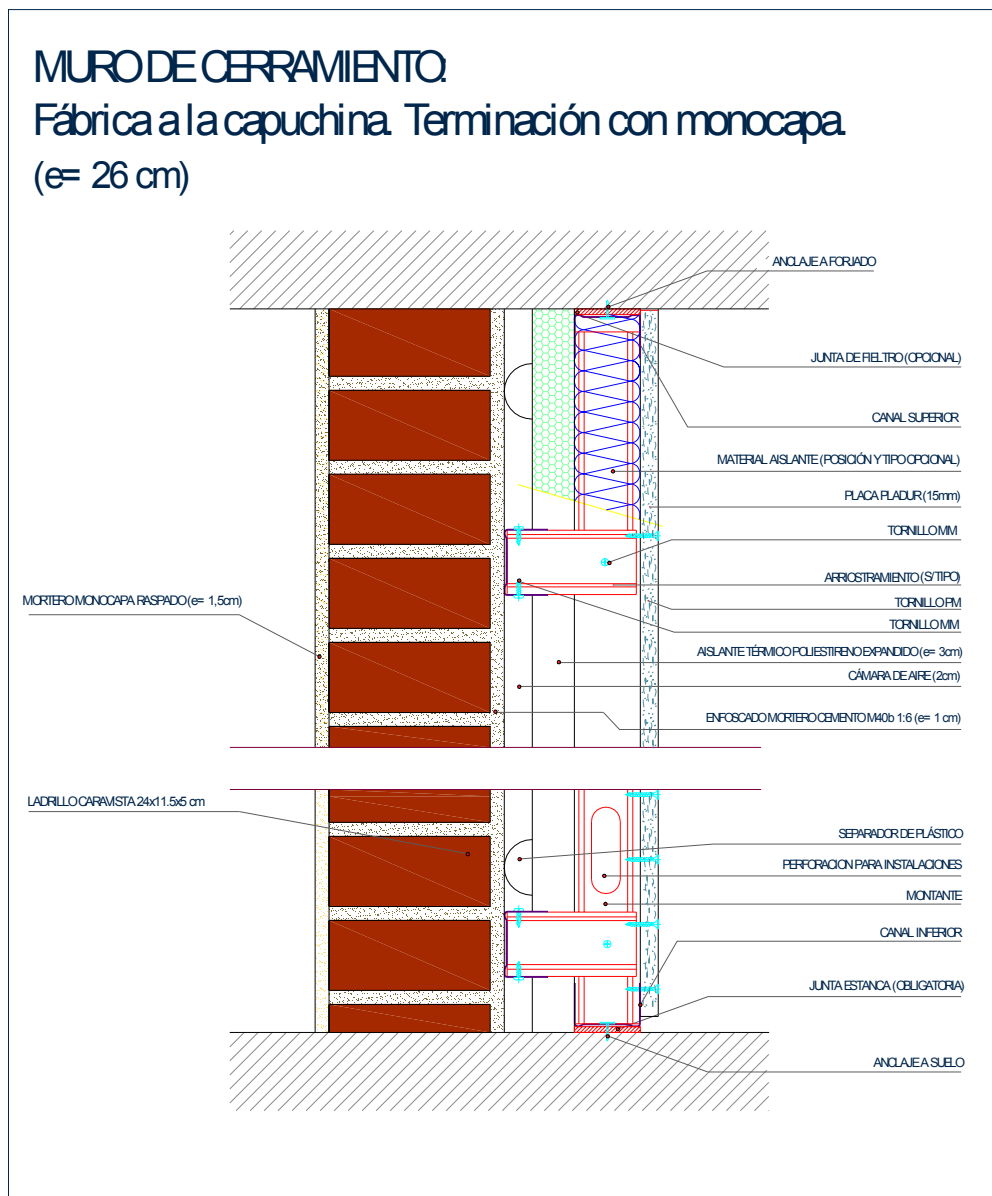 MURO DE CERRAMIENTO:
Fábrica a la capuchina. Terminación con monocapa.
(e= 26 cm)
ANCLAJE A FORJADO
JUNTA DE FIELTRO (OPCIONAL)
CANAL SUPERIOR
MATERIAL AISLANTE (POSICIÓN Y TIPO OPCIONAL)
PLACA PLADUR (15mm)
TORNILLO MM
ARRIOSTRAMIENTO (S/TIPO)
MORTERO MONOCAPA RASPADO (e= 1,5cm)
TORNILLO PM
TORNILLO MM
AISLANTE TÉRMICO POLIESTIRENO EXPANDIDO (e= 3cm)
CÁMARA DE AIRE (2cm)
ENFOSCADO MORTERO CEMENTO M40b 1:6 (e= 1 cm)
LADRILLO CARAVISTA 24x11.5x5 cm
SEPARADOR DE PLÁSTICO
PERFORACION PARA INSTALACIONES
MONTANTE
CANAL INFERIOR
JUNTA ESTANCA (OBLIGATORIA)
ANCLAJE A SUELO